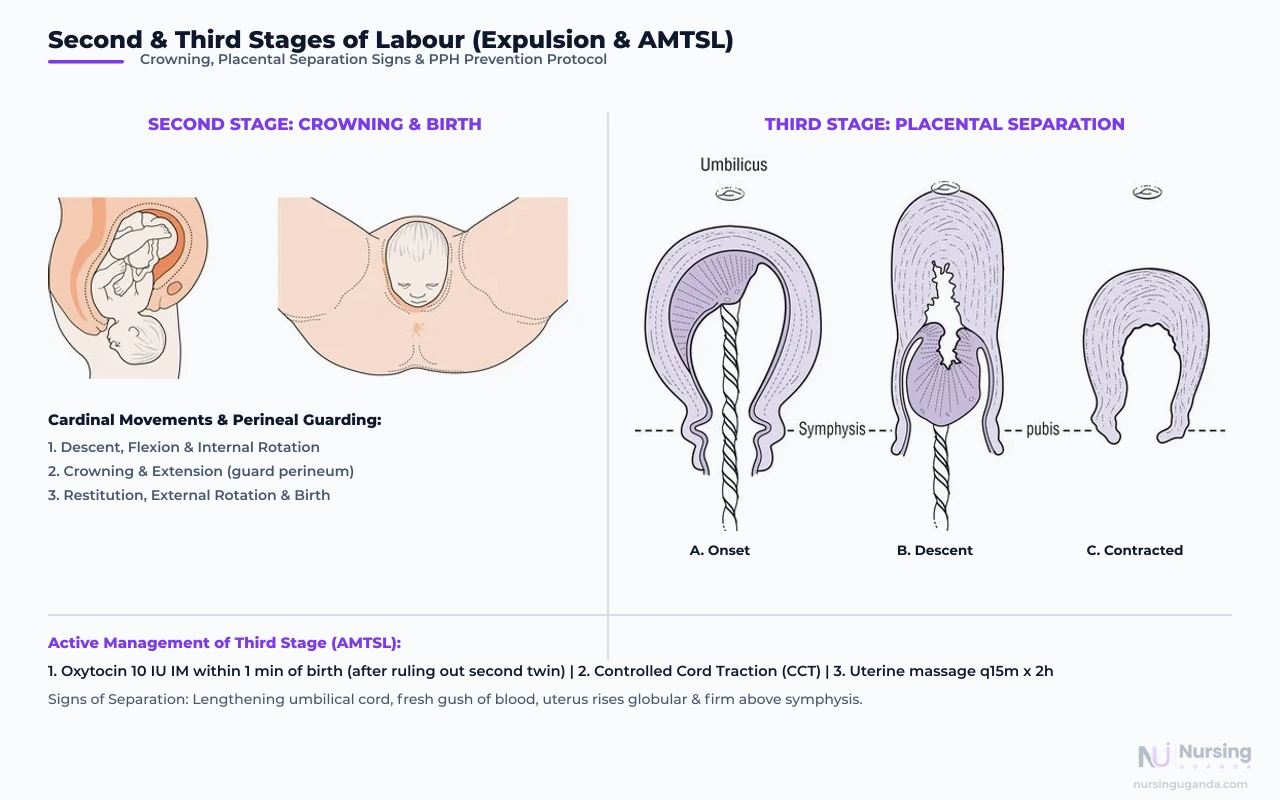 Second & Third Stages of Labour (Expulsion & AMTSL)
Crowning, Placental Separation Signs & PPH Prevention Protocol
SECOND STAGE: CROWNING & BIRTH
Cardinal Movements & Perineal Guarding:
1. Descent, Flexion & Internal Rotation
2. Crowning & Extension (guard perineum)
3. Restitution, External Rotation & Birth
THIRD STAGE: PLACENTAL SEPARATION
Umbilicus
Symphysis
pubis
A. Onset
B. Descent
C. Contracted
Active Management of Third Stage (AMTSL):
1. Oxytocin 10 IU IM within 1 min of birth (after ruling out second twin) | 2. Controlled Cord Traction (CCT) | 3. Uterine massage q15m x 2h
Signs of Separation: Lengthening umbilical cord, fresh gush of blood, uterus rises globular & firm above symphysis.
NU Nursing
UGANDA
nursinguganda.com